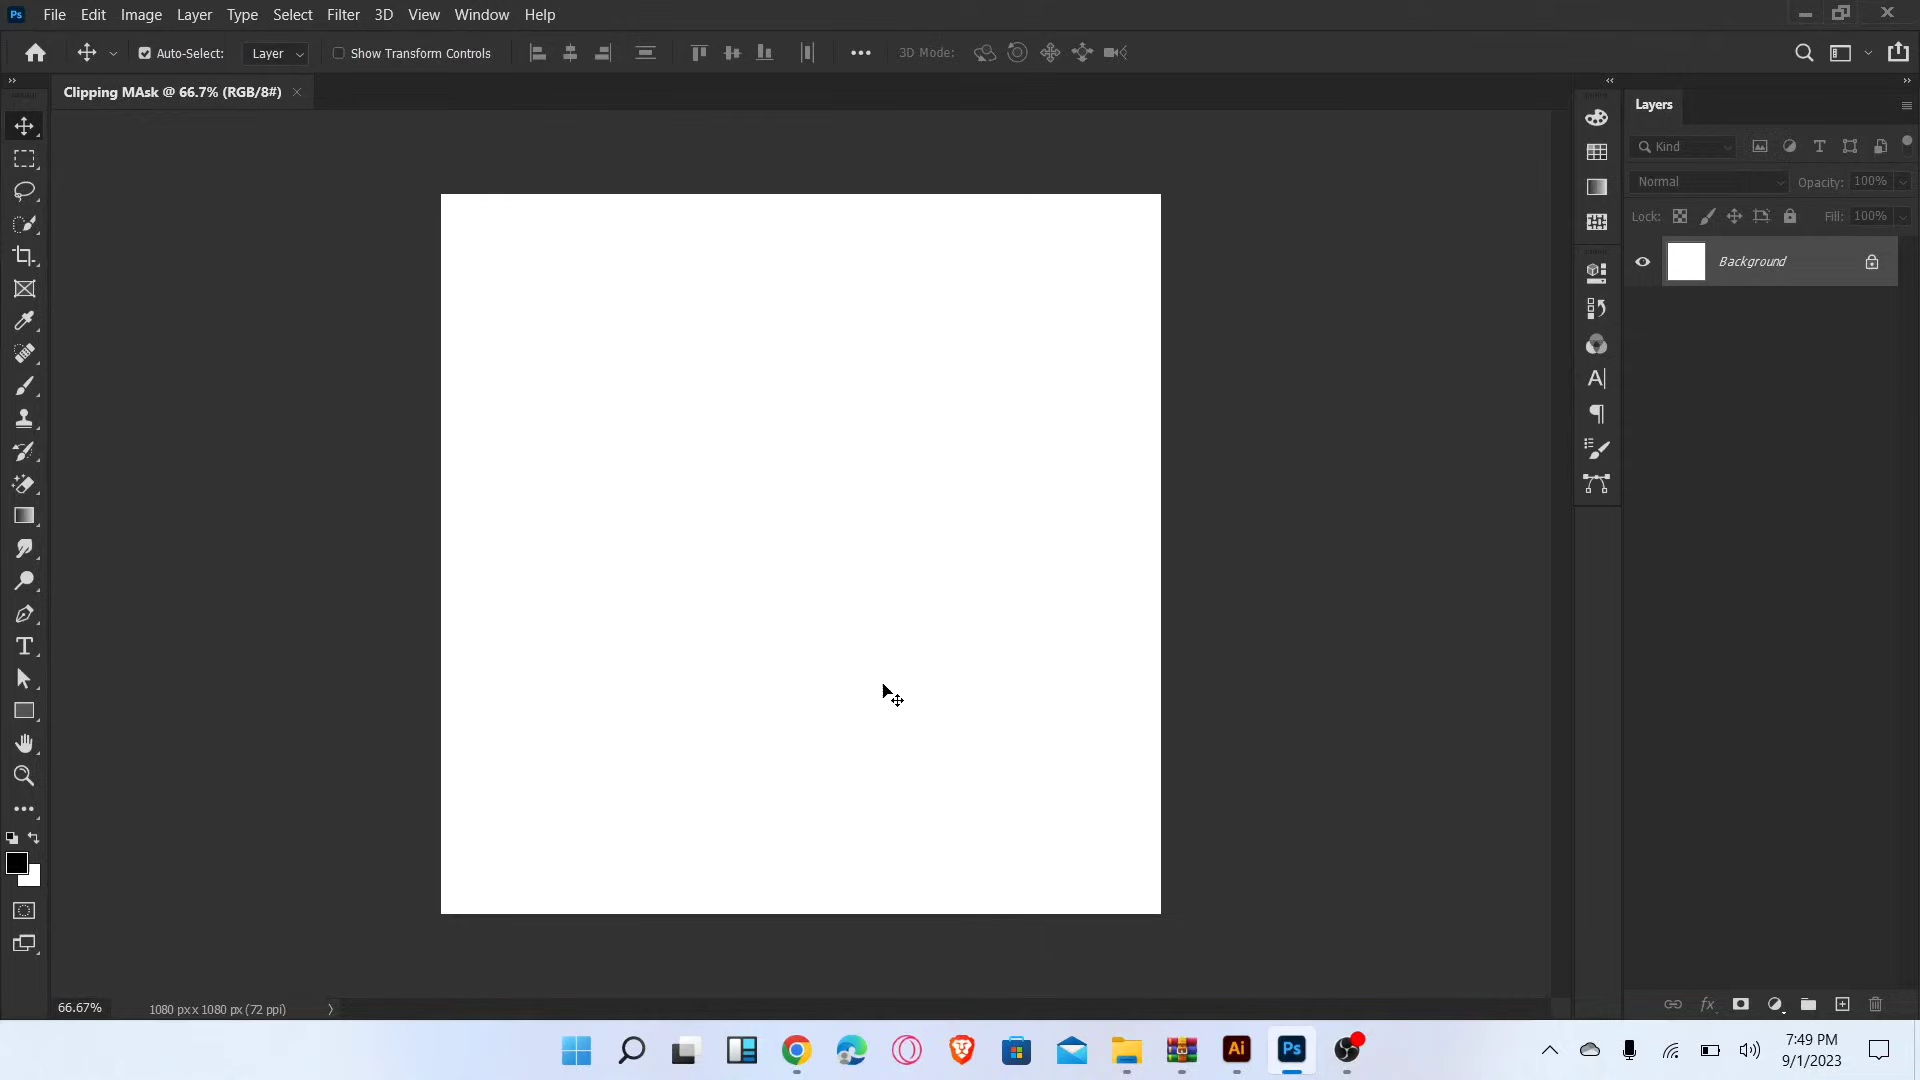 Ps File Edit Image Layer Type Select Filter 3D View Window Help
Auto-Select: Layer Show Transform Controls 3D Mode:
Clipping MAsk @ 66.7% (RGB/8#)
Layers
Kind
Normal Opacity: 100%
Lock: Fill: 100%
Background
66.67% 1080 px x 1080 px (72 ppi)
Ai Ps
7:49 PM
9/1/2023